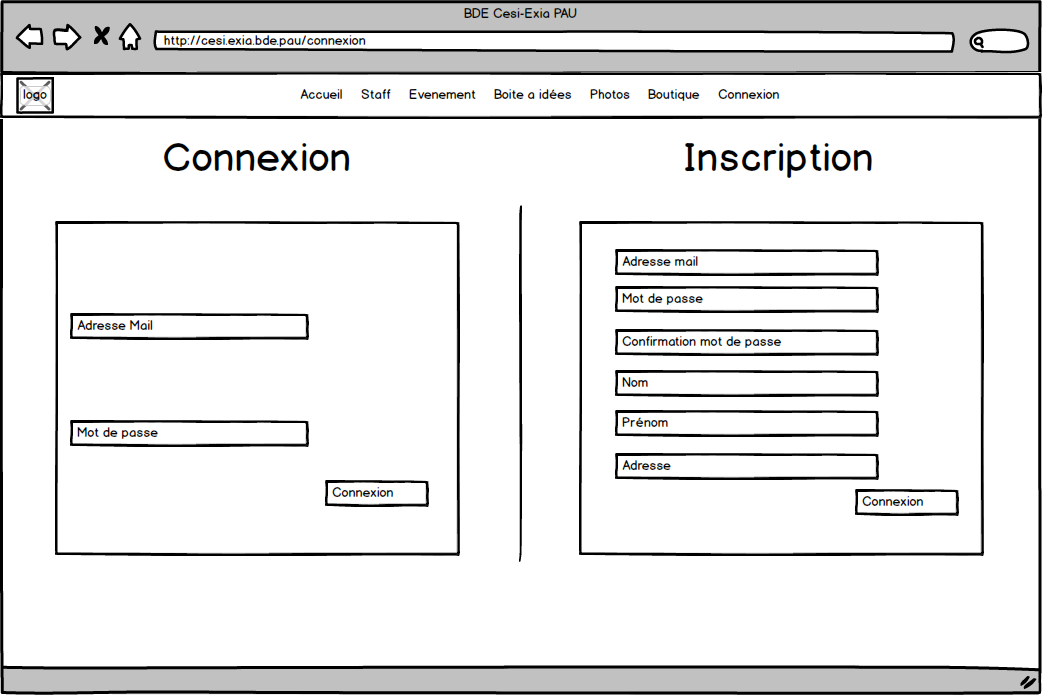 BDE Cesi-Exia PAU
http://cesi.exia.bde.pau/connexion
logo
Accueil Staff Evenement Boite a idées Photos Boutique Connexion
Connexion
Adresse Mail
Mot de passe
Connexion
Inscription
Adresse mail
Mot de passe
Confirmation mot de passe
Nom
Prénom
Adresse
Connexion